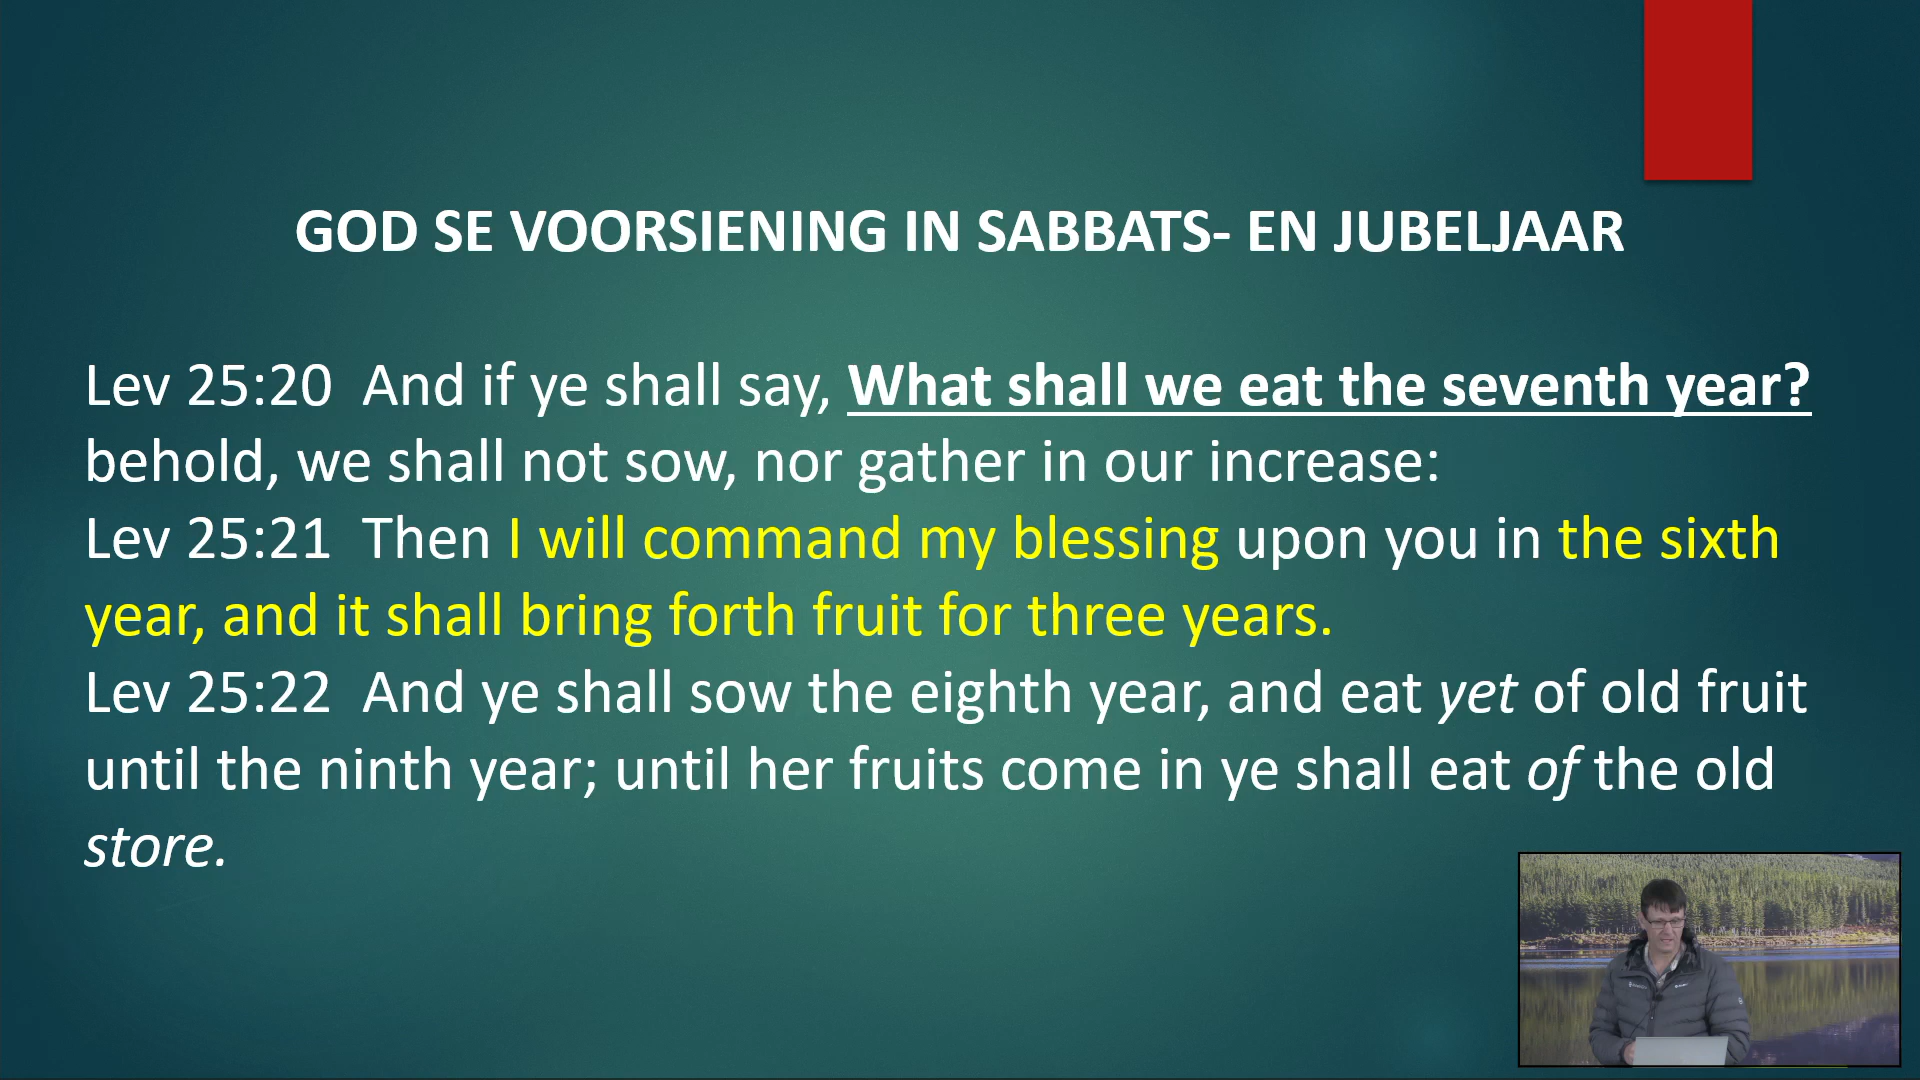 GOD SE VOORSIENING IN SABBATS- EN JUBELJAAR
Lev 25:20  And if ye shall say, What shall we eat the seventh year?
behold, we shall not sow, nor gather in our increase:
Lev 25:21  Then I will command my blessing upon you in the sixth
year, and it shall bring forth fruit for three years.
Lev 25:22  And ye shall sow the eighth year, and eat yet of old fruit
until the ninth year; until her fruits come in ye shall eat of the old
store.